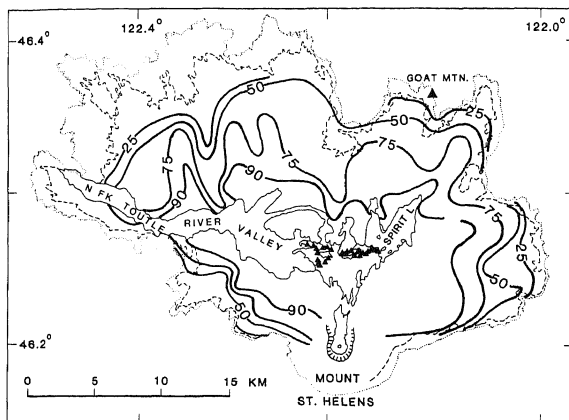 122.4° 122.0°
46.4°
GOAT MTN.
50
50
25
25
75
75
75
90
90
N FK TOUTLE
RIVER VALLEY
SPIRIT L
75
25
50
90
50
46.2°
0 5 10 15 KM
MOUNT
ST. HELENS